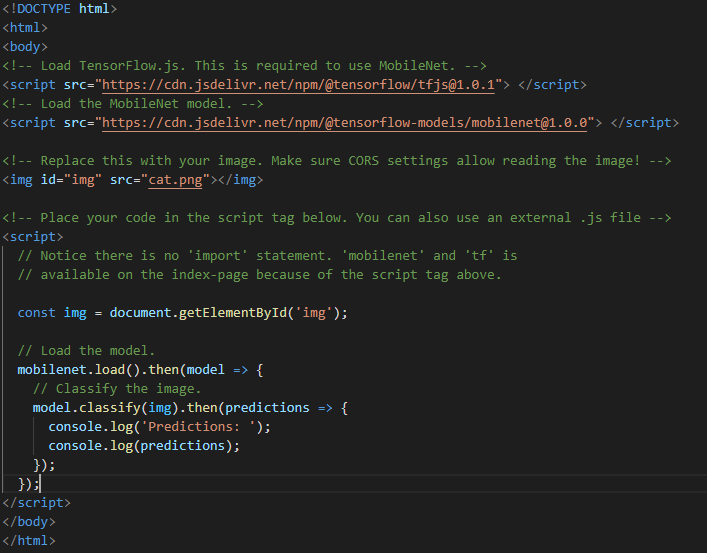 <!DOCTYPE html>
<html>
<body>
<!-- Load TensorFlow.js. This is required to use MobileNet. -->
<script src="https://cdn.jsdelivr.net/npm/@tensorflow/tfjs@1.0.1"> </script>
<!-- Load the MobileNet model. -->
<script src="https://cdn.jsdelivr.net/npm/@tensorflow-models/mobilenet@1.0.0"> </script>

<!-- Replace this with your image. Make sure CORS settings allow reading the image! -->
<img id="img" src="cat.png"></img>

<!-- Place your code in the script tag below. You can also use an external .js file -->
<script>
  // Notice there is no 'import' statement. 'mobilenet' and 'tf' is
  // available on the index-page because of the script tag above.

  const img = document.getElementById('img');

  // Load the model.
  mobilenet.load().then(model => {
    // Classify the image.
    model.classify(img).then(predictions => {
      console.log('Predictions: ');
      console.log(predictions);
    });
  });
</script>
</body>
</html>